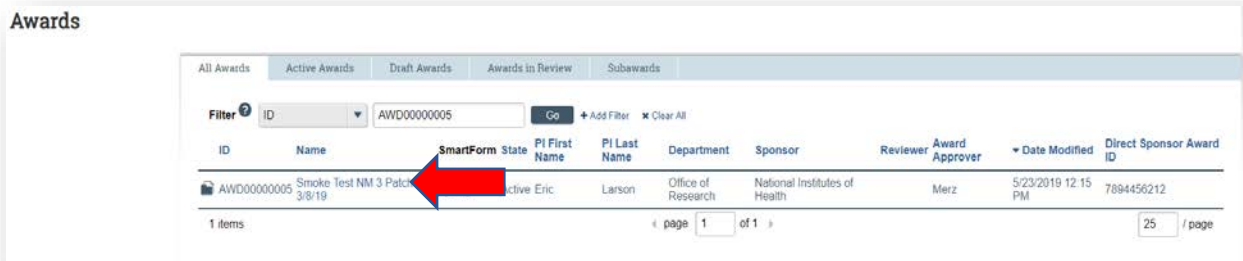 Awards
All Awards Active Awards Draft Awards Awards in Review Subawards
Filter ? ID AWD00000005 Go + Add Filter × Clear All
ID Name SmartForm State PI First Name PI Last Name Department Sponsor Reviewer Award Approver Date Modified Direct Sponsor Award ID
AWD00000005 Smoke Test NM 3 Patch 3/8/19 Eric Larson Office of Research National Institutes of Health Merz 5/23/2019 12:15 PM 7894456212
1 items page 1 of 1 25 / page